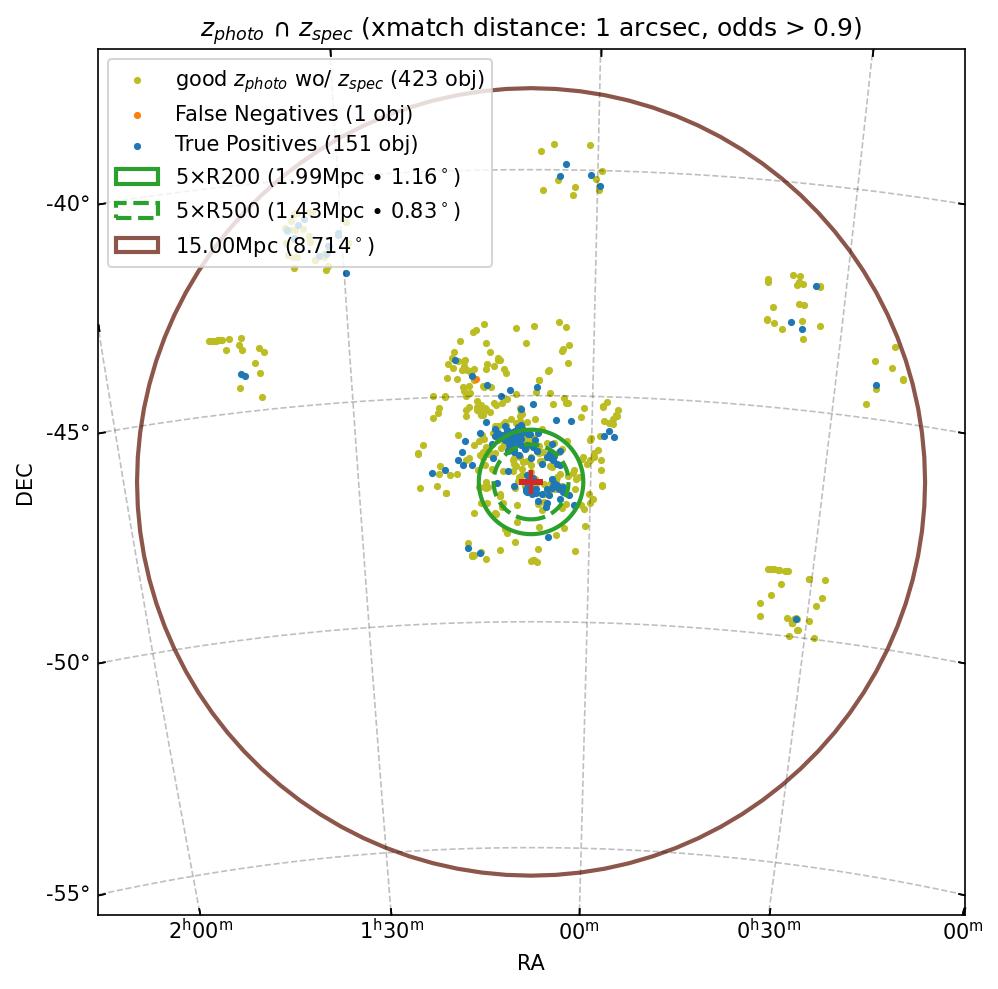 z_photo ∩ z_spec (xmatch distance: 1 arcsec, odds > 0.9)
good z_photo wo/ z_spec (423 obj)
False Negatives (1 obj)
True Positives (151 obj)
5×R200 (1.99Mpc • 1.16°)
5×R500 (1.43Mpc • 0.83°)
15.00Mpc (8.714°)
-40°
-45°
-50°
-55°
DEC
2h00m 1h30m 00m 0h30m 00m
RA